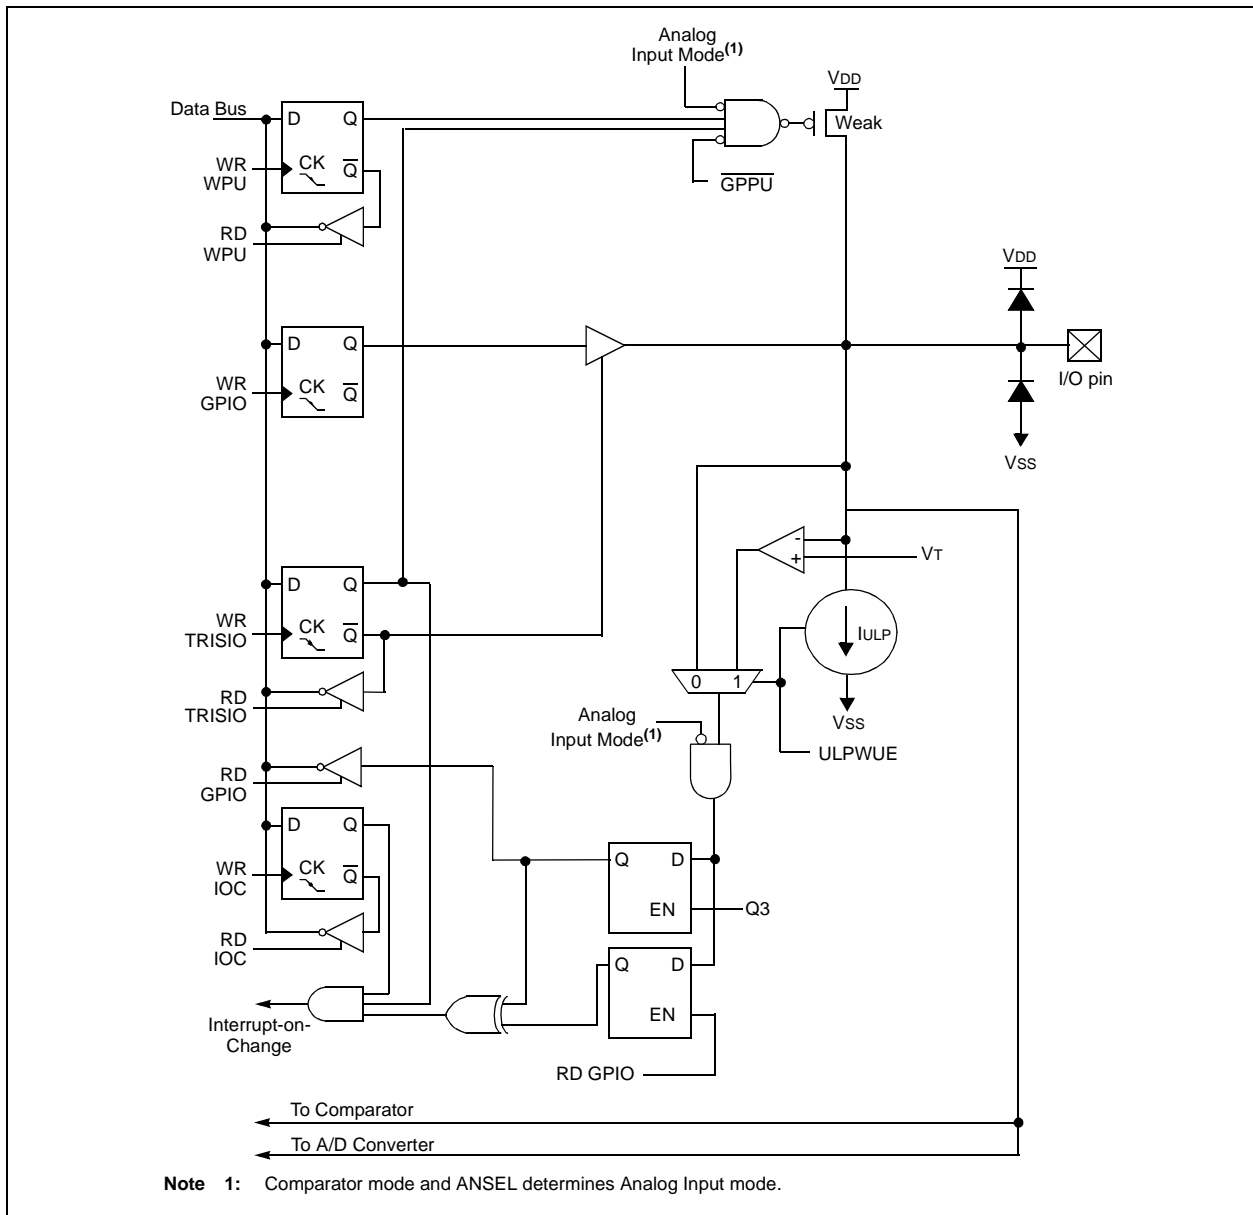 Analog
Input Mode(1)
VDD
Data Bus
D Q
Weak
WR
WPU
CK
Q
GPPU
RD
WPU
VDD
D Q
I/O pin
WR
GPIO
CK
Q
VSS
-
+
VT
D Q
WR
TRISIO
CK
Q
IULP
0 1
RD
TRISIO
Analog
Input Mode(1)
VSS
ULPWUE
RD
GPIO
D Q
Q D
WR
IOC
CK
Q
EN
Q3
RD
IOC
Q D
EN
Interrupt-on-
Change
RD GPIO
To Comparator
To A/D Converter
Note 1: Comparator mode and ANSEL determines Analog Input mode.